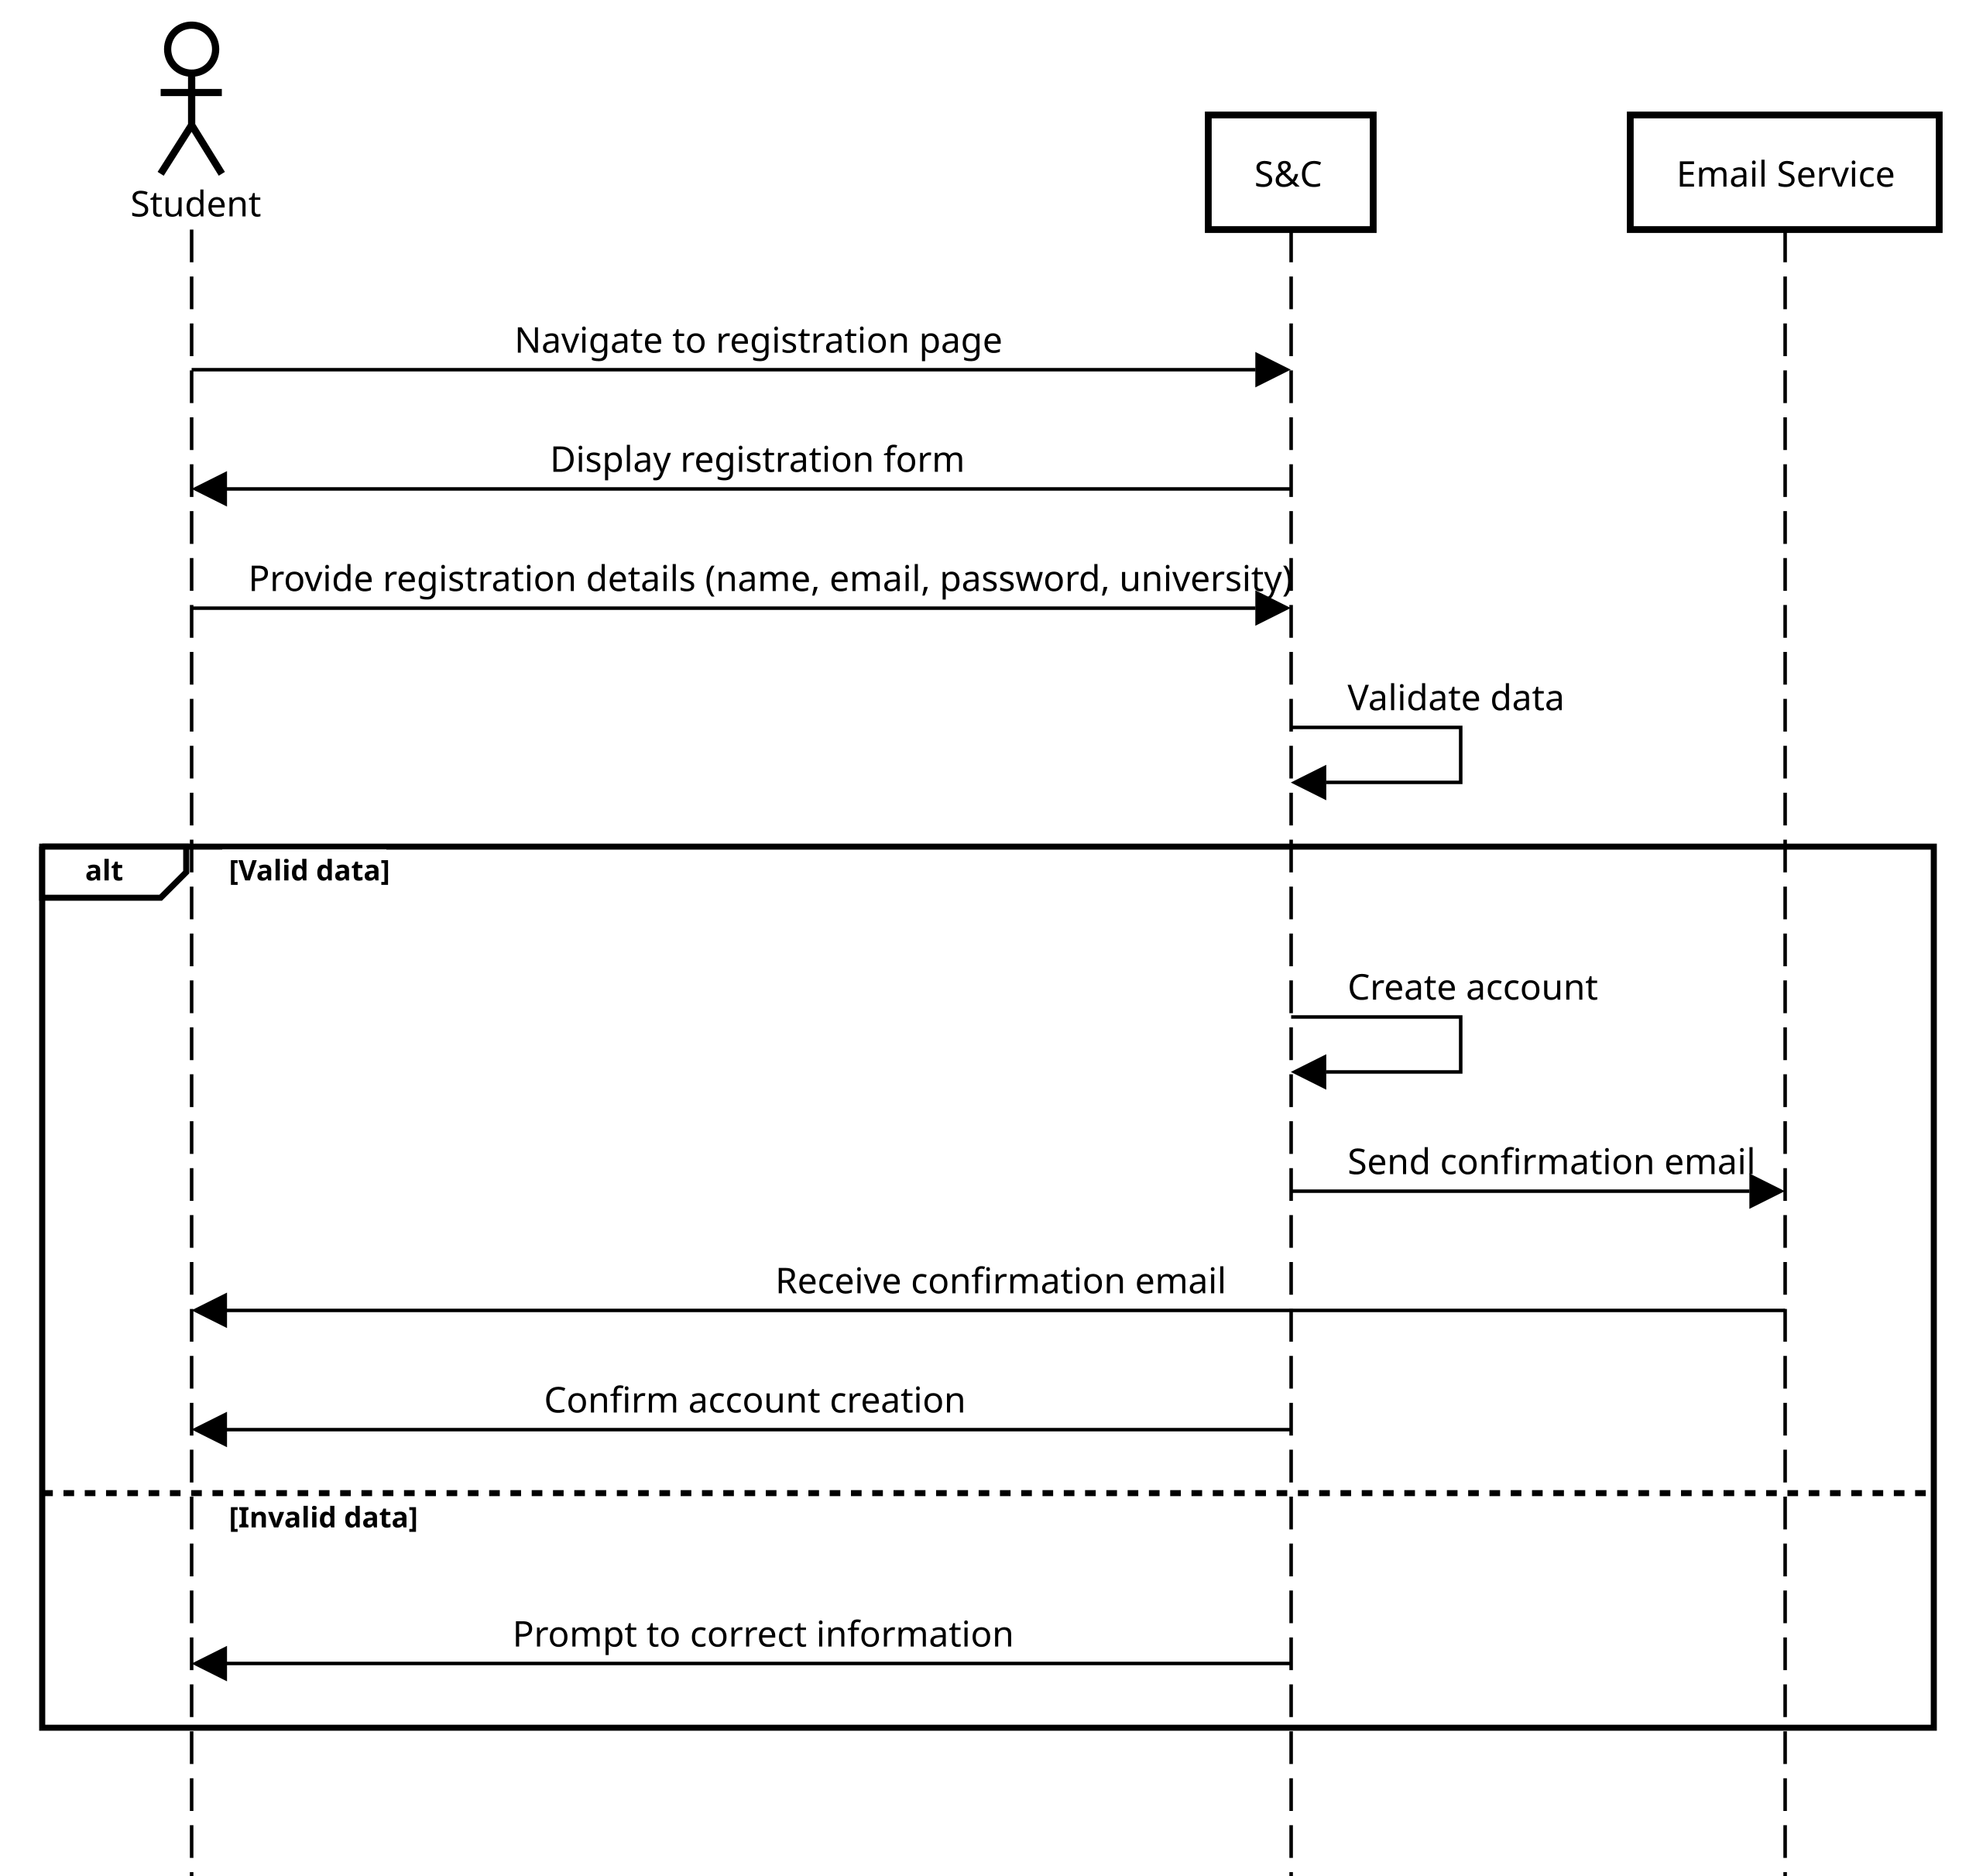 Student
S&C
Email Service
Navigate to registration page
Display registration form
Provide registration details (name, email, password, university)
Validate data
alt
[Valid data]
Create account
Send confirmation email
Receive confirmation email
Confirm account creation
[Invalid data]
Prompt to correct information